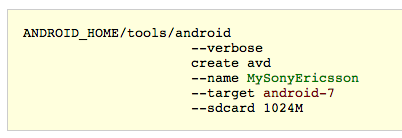 ANDROID_HOME/tools/android
--verbose
create avd
--name MySonyEricsson
--target android-7
--sdcard 1024M